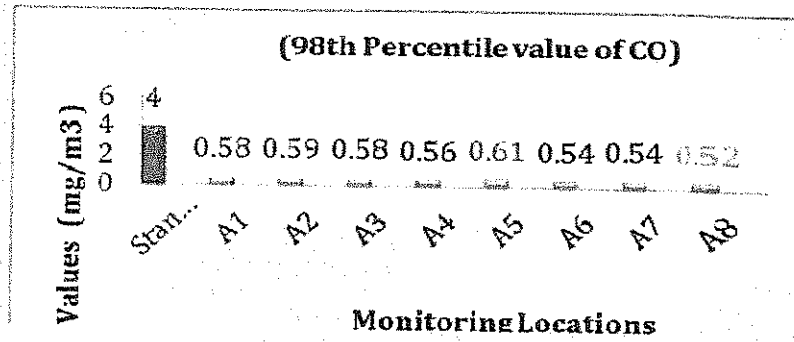 (98th Percentile value of CO)
Values (mg/m3)
6
4
2
0
4
0.58 0.59 0.58 0.56 0.61 0.54 0.54 0.52
Stan... A1 A2 A3 A4 A5 A6 A7 A8
Monitoring Locations